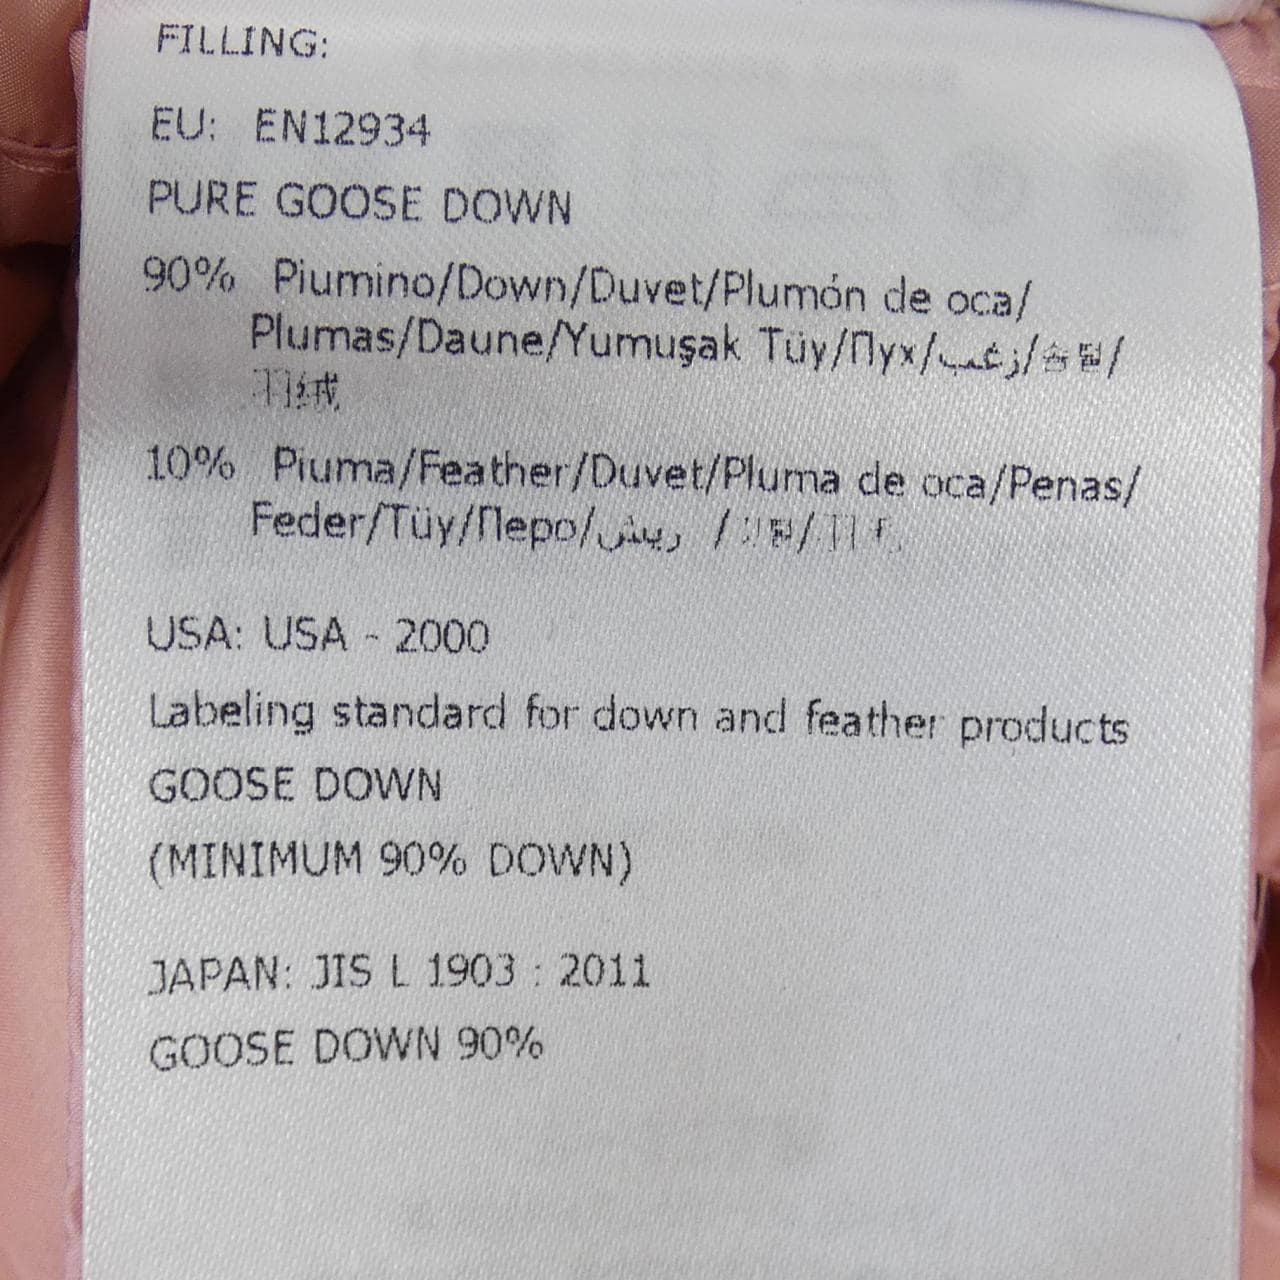 FILLING:
EU: EN12934
PURE GOOSE DOWN
90% Piumino/Down/Duvet/Plumón de oca/
Plumas/Daune/Yumuşak Tüy/Пух/زغب/솜털/
羽绒
10% Piuma/Feather/Duvet/Pluma de oca/Penas/
Feder/Tüy/Перо/ريش /
USA: USA - 2000
Labeling standard for down and feather products
GOOSE DOWN
(MINIMUM 90% DOWN)
JAPAN: JIS L 1903 : 2011
GOOSE DOWN 90%